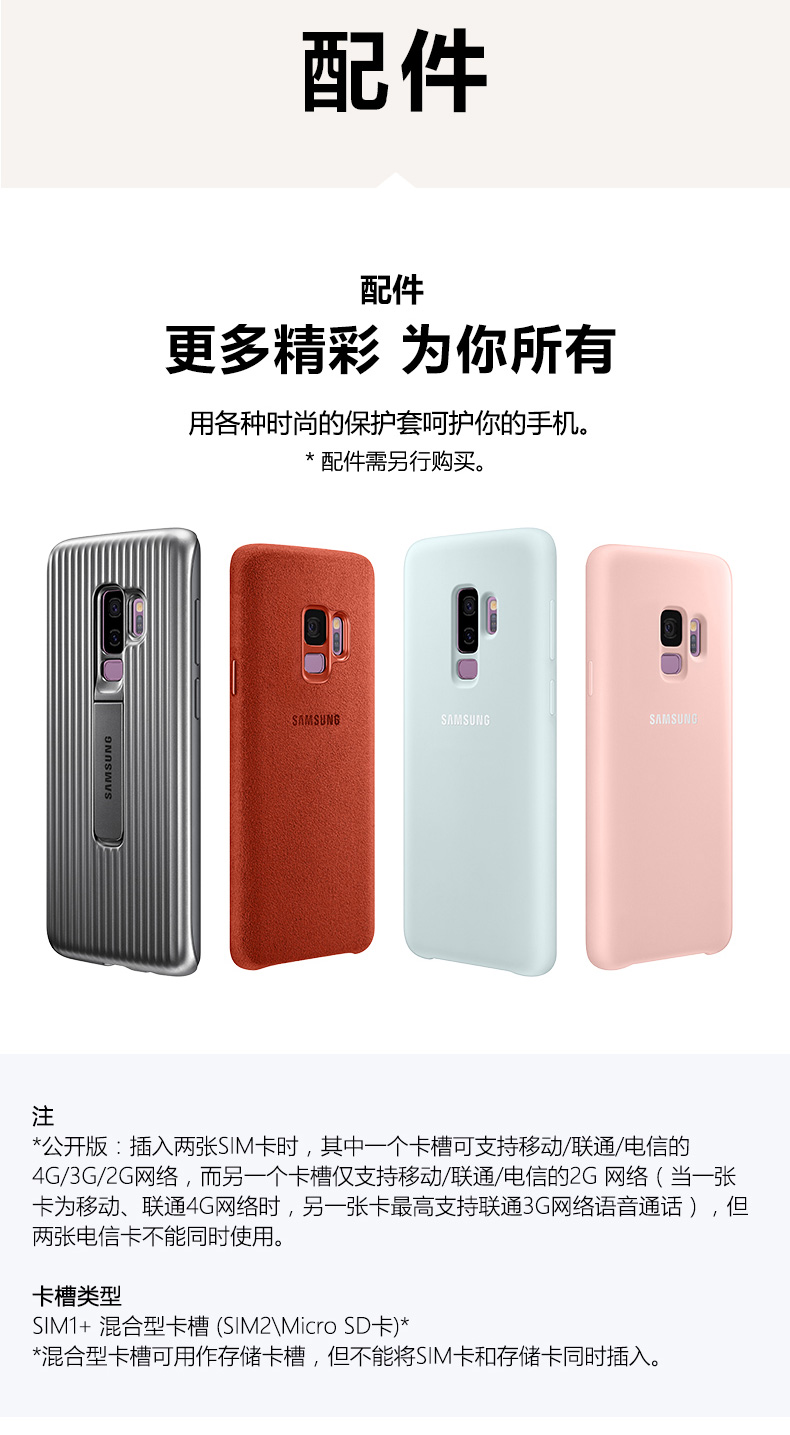 配件
配件
更多精彩 为你所有
用各种时尚的保护套呵护你的手机。
* 配件需另行购买。
SAMSUNG
SAMSUNG
SAMSUNG
SAMSUNG
注
*公开版：插入两张SIM卡时，其中一个卡槽可支持移动/联通/电信的
4G/3G/2G网络，而另一个卡槽仅支持移动/联通/电信的2G 网络（当一张
卡为移动、联通4G网络时，另一张卡最高支持联通3G网络语音通话），但
两张电信卡不能同时使用。
卡槽类型
SIM1+ 混合型卡槽 (SIM2\Micro SD卡)*
*混合型卡槽可用作存储卡槽，但不能将SIM卡和存储卡同时插入。